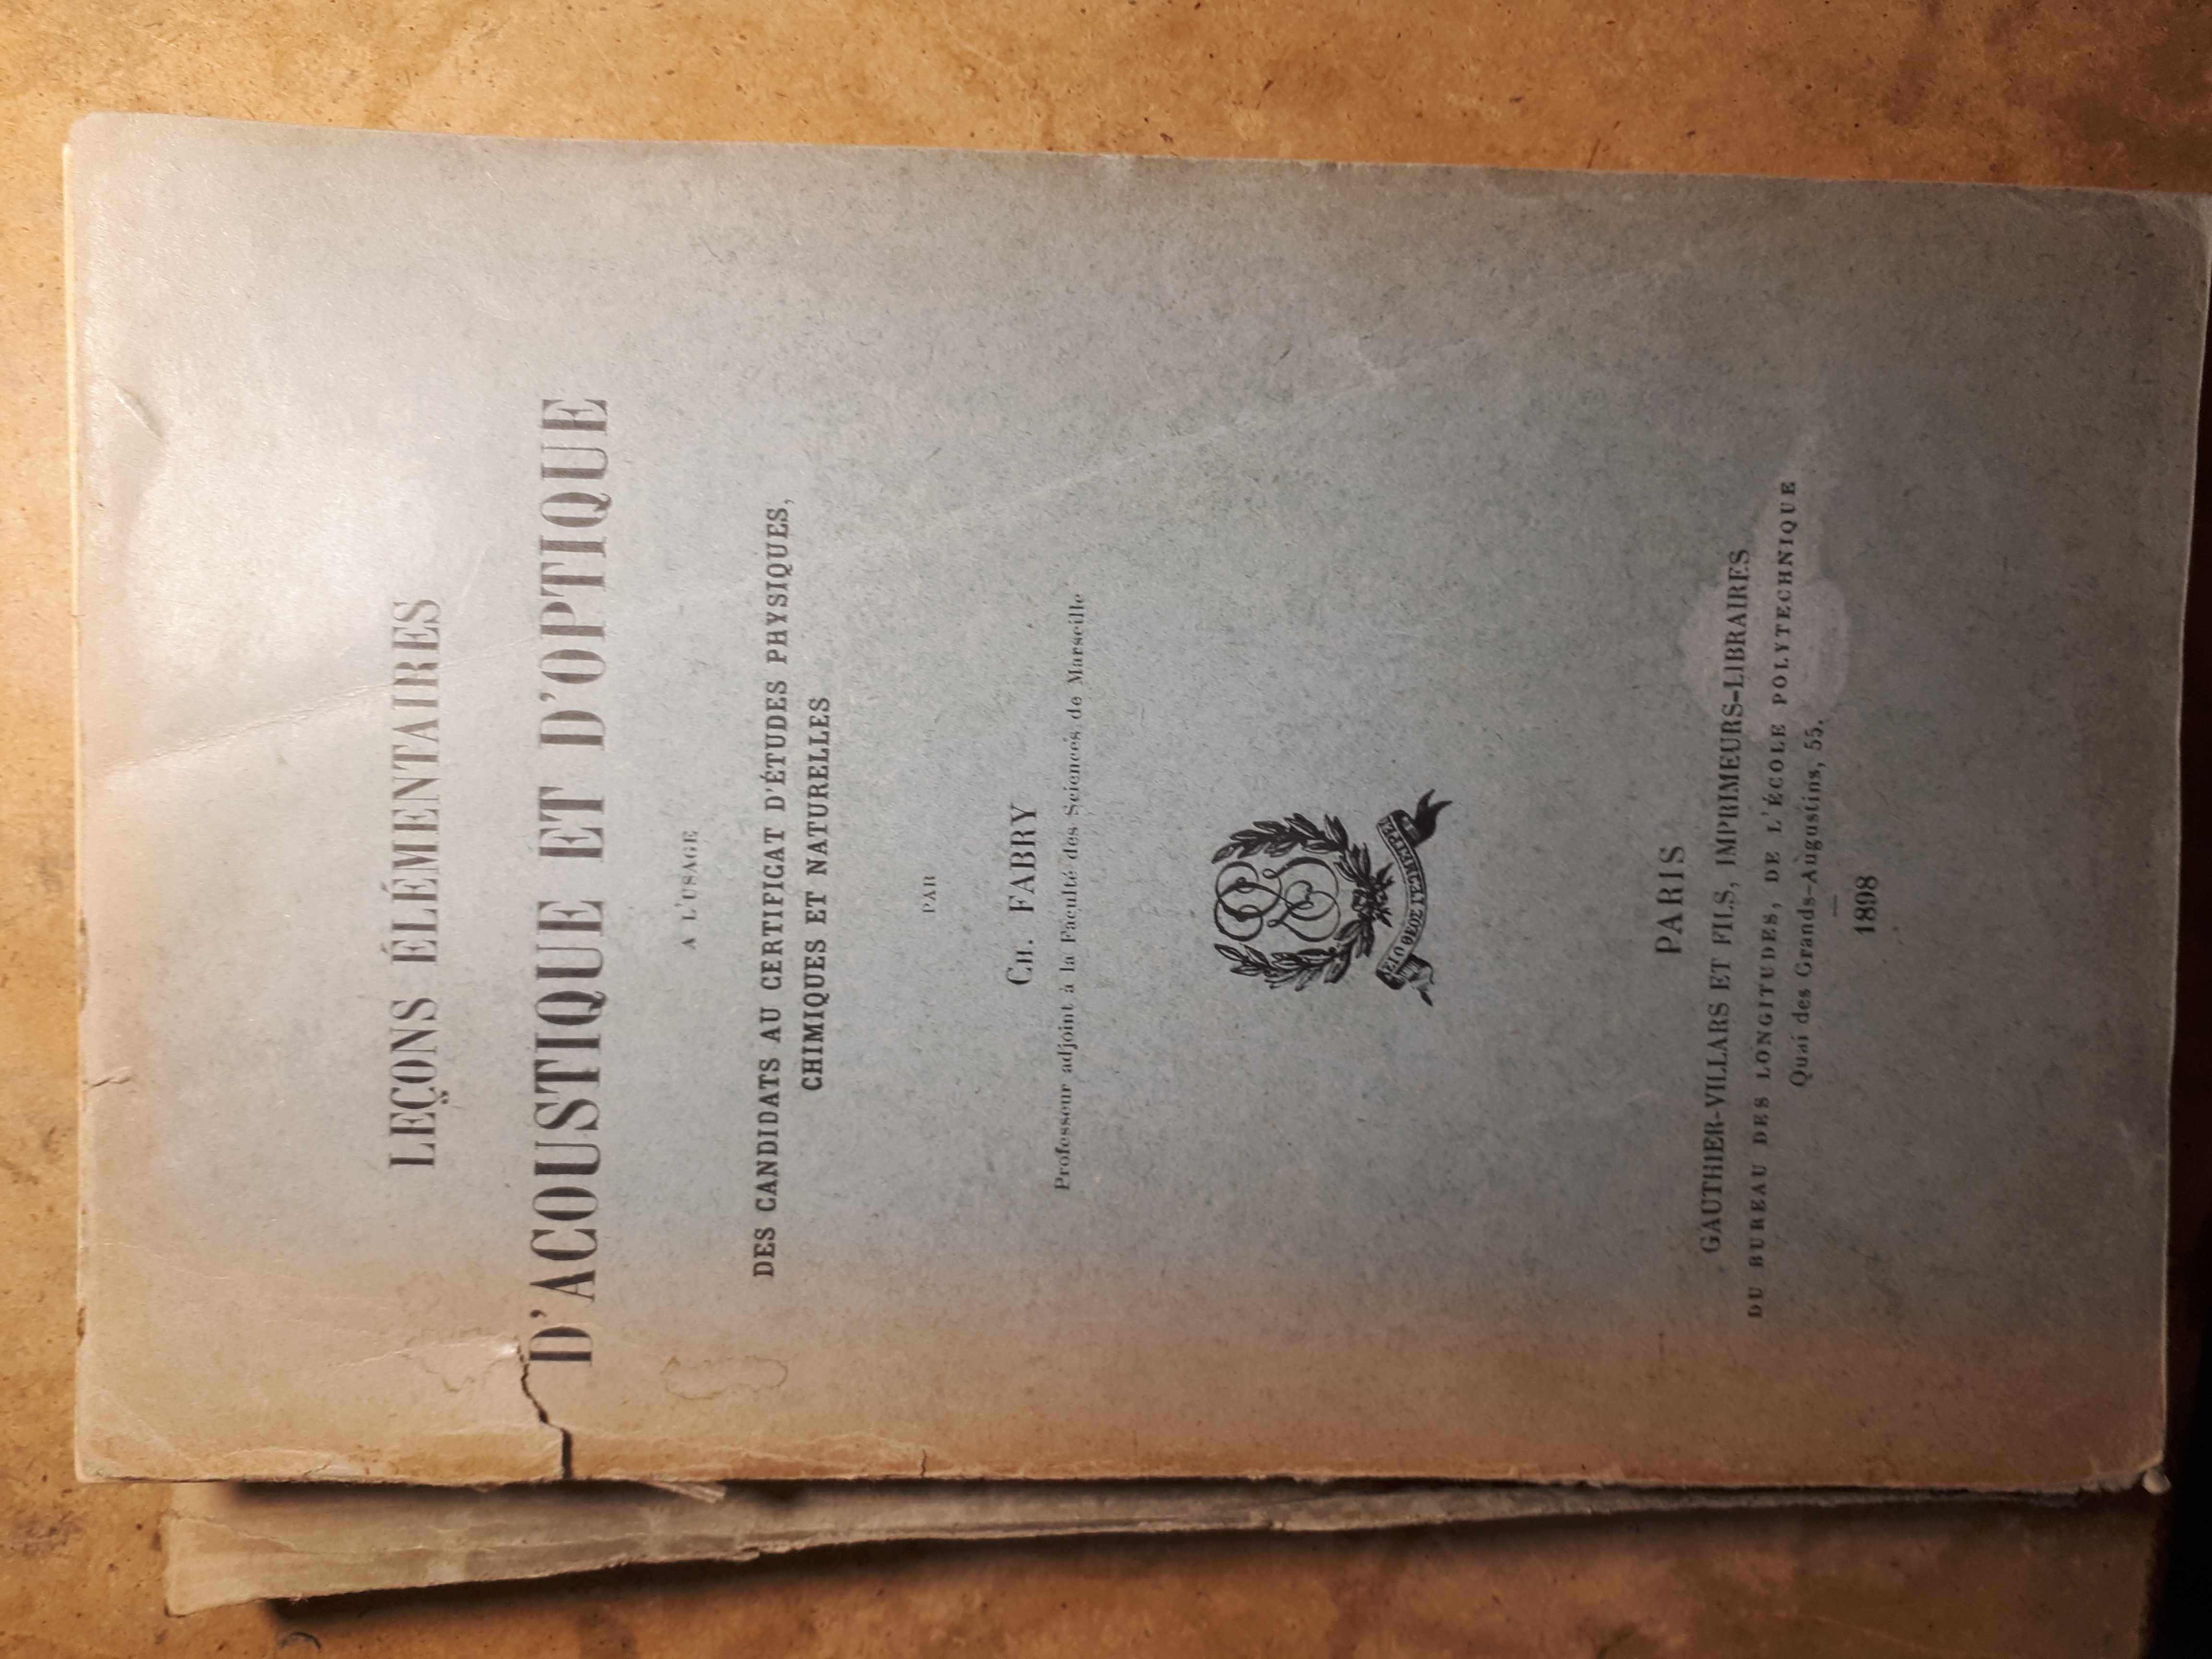 LEÇONS ÉLÉMENTAIRES
D'ACOUSTIQUE ET D'OPTIQUE
A L'USAGE
DES CANDIDATS AU CERTIFICAT D'ÉTUDES PHYSIQUES,
CHIMIQUES ET NATURELLES
PAR
CH. FABRY
Professeur adjoint à la Faculté des Sciences de Marseille
PARIS
GAUTHIER-VILLARS ET FILS, IMPRIMEURS-LIBRAIRES
DU BUREAU DES LONGITUDES, DE L'ÉCOLE POLYTECHNIQUE
Quai des Grands-Augustins, 55.
1898